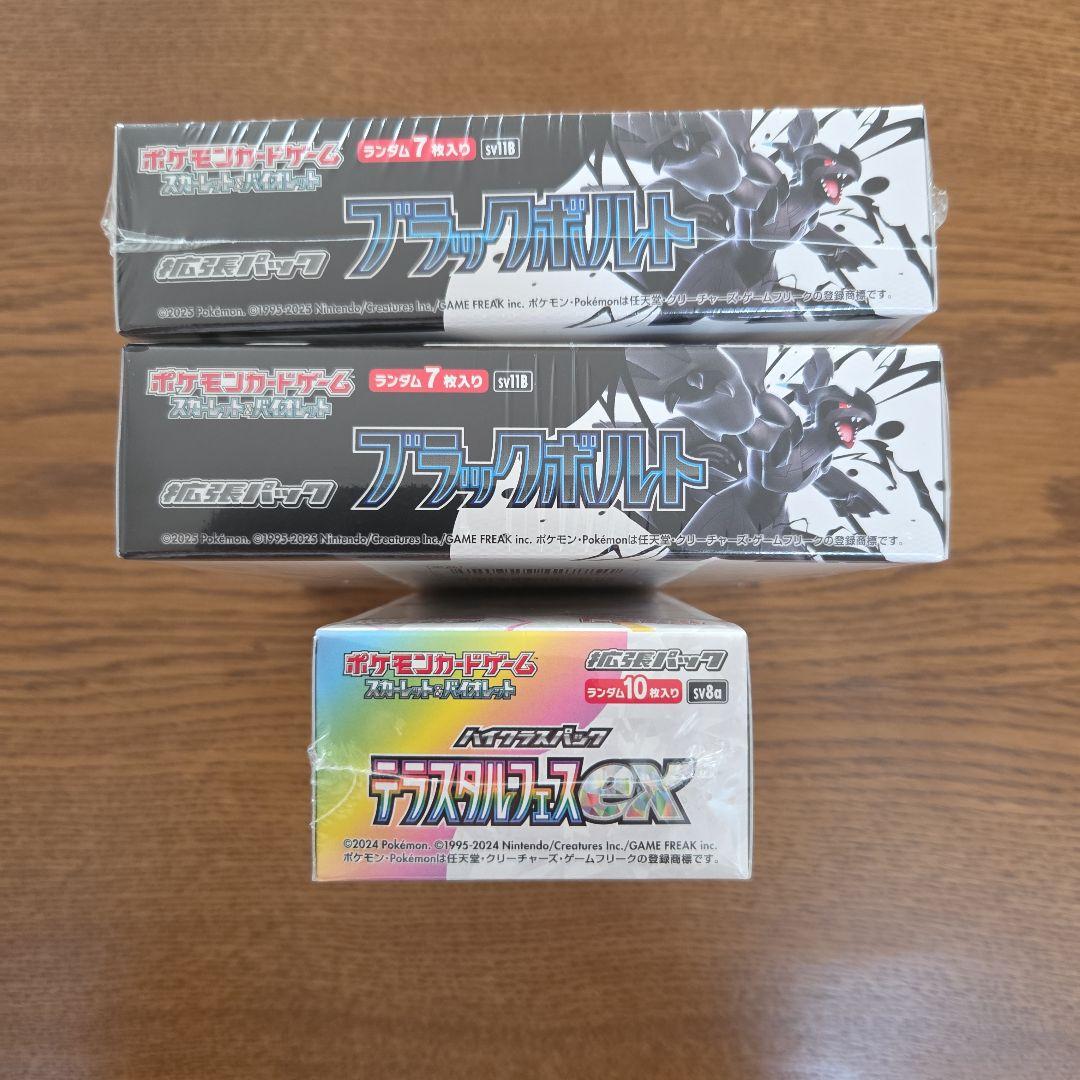 ポケモンカードゲーム ランダム7枚入り SV11B
スカーレット&バイオレット
ブラックボルト
拡張パック
©2025 Pokémon. ©1995-2025 Nintendo/Creatures Inc./GAME FREAK inc. ポケモン・Pokémonは任天堂・クリーチャーズ・ゲームフリークの登録商標です。
ポケモンカードゲーム ランダム7枚入り SV11B
スカーレット&バイオレット
ブラックボルト
拡張パック
©2025 Pokémon. ©1995-2025 Nintendo/Creatures Inc./GAME FREAK inc. ポケモン・Pokémonは任天堂・クリーチャーズ・ゲームフリークの登録商標です。
ポケモンカードゲーム 拡張パック
スカーレット&バイオレット ランダム10枚入り SV8a
ハイクラスパック
テラスタル・フェスex
©2024 Pokémon. ©1995-2024 Nintendo/Creatures Inc./GAME FREAK inc.
ポケモン・Pokémonは任天堂・クリーチャーズ・ゲームフリークの登録商標です。